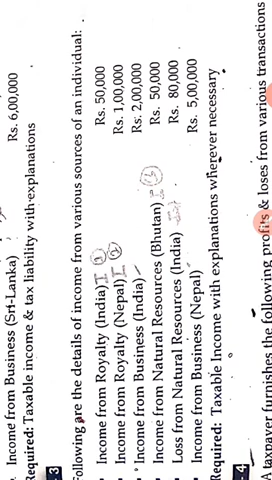 Income from Business (Sri-Lanka) Rs. 6,00,000
Required: Taxable income & tax liability with explanations
3
Following are the details of income from various sources of an individual:
Income from Royalty (India) I Rs. 50,000
Income from Royalty (Nepal) I Rs. 1,00,000
Income from Business (India) Rs. 2,00,000
Income from Natural Resources (Bhutan) I Rs. 50,000
Loss from Natural Resources (India) Rs. 80,000
Income from Business (Nepal) Rs. 5,00,000
Required: Taxable Income with explanations wherever necessary
4
A taxpayer furnishes the following profits & loses from various transactions